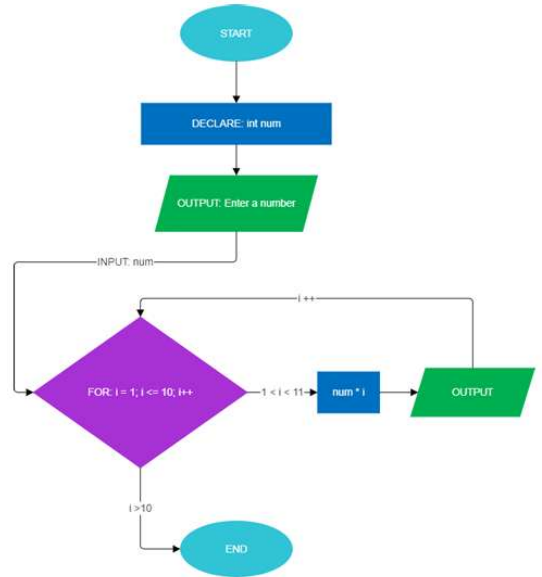 START
DECLARE: int num
OUTPUT: Enter a number
INPUT: num
i ++
FOR: i = 1; i <= 10; i++
1 < i < 11
num * i
OUTPUT
i >10
END